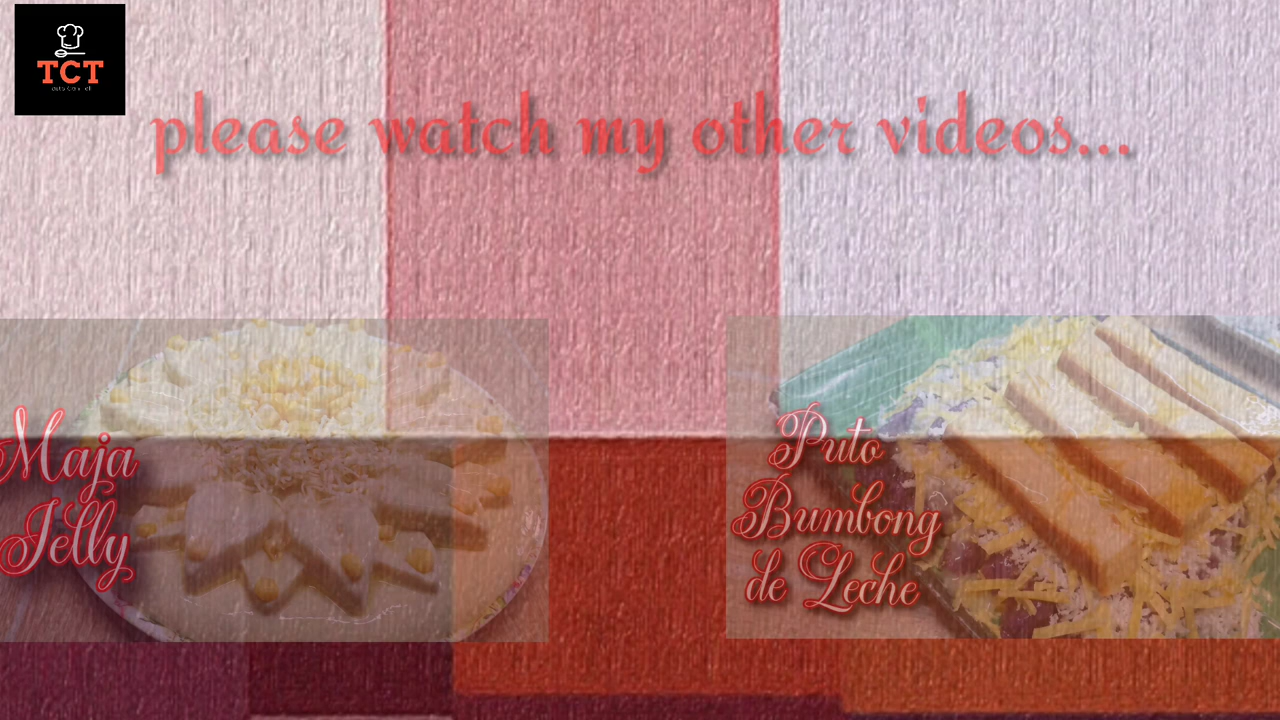 TCT
please watch my other videos...
Maja
Jelly
Puto
Bumbong
de Leche